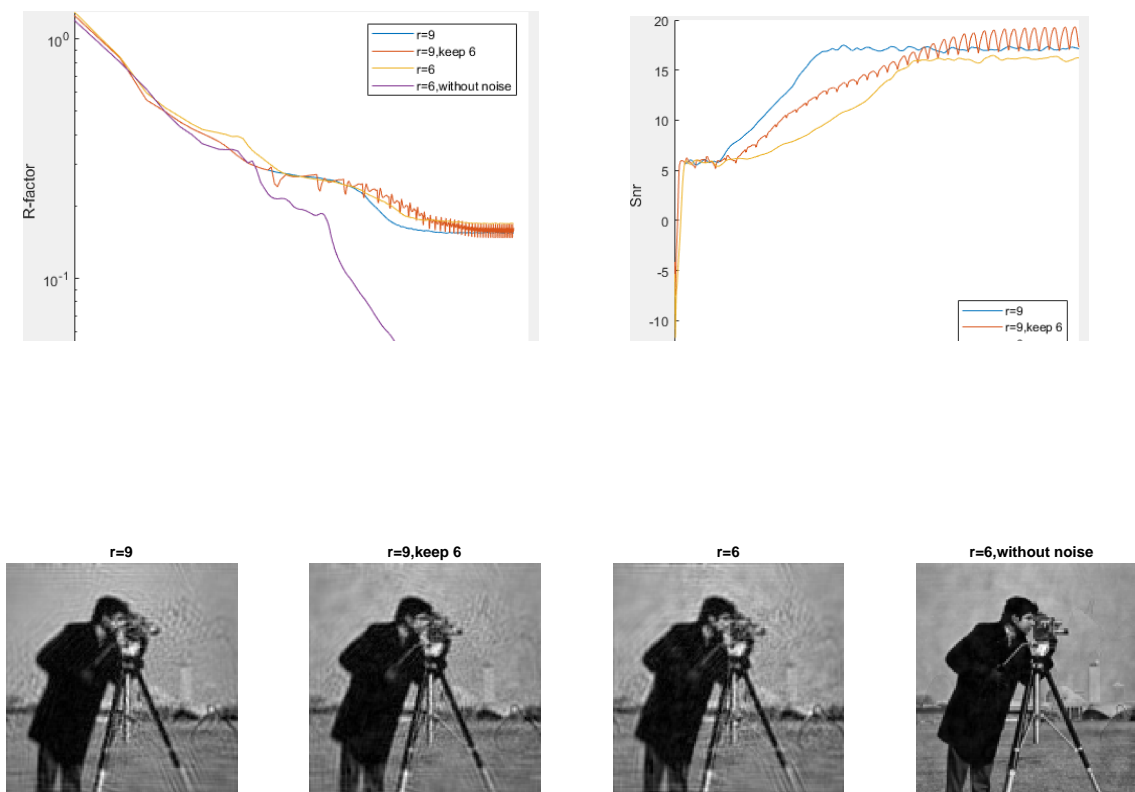 10^0
10^-1
R-factor
r=9
r=9,keep 6
r=6
r=6,without noise
20
15
10
5
0
-5
-10
Snr
r=9
r=9,keep 6
r=9
r=9,keep 6
r=6
r=6,without noise